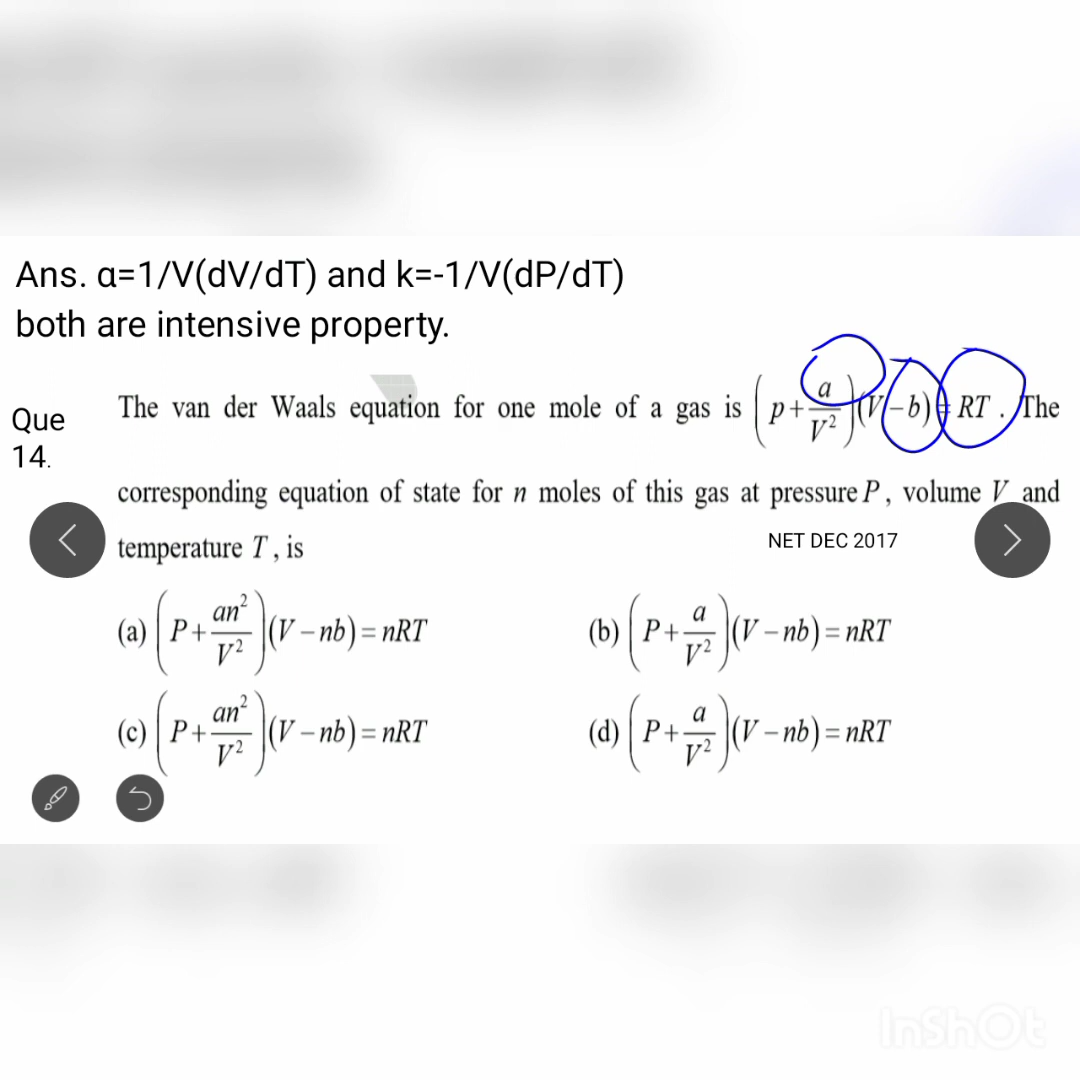 Ans. α=1/V(dV/dT) and k=-1/V(dP/dT)
both are intensive property.
Que 14.
The van der Waals equation for one mole of a gas is (p + a/V²)(V − b) = RT. The
corresponding equation of state for n moles of this gas at pressure P, volume V and
temperature T, is
NET DEC 2017
(a) (P + an²/V²)(V − nb) = nRT
(b) (P + a/V²)(V − nb) = nRT
(c) (P + an²/V²)(V − nb) = nRT
(d) (P + a/V²)(V − nb) = nRT
InShOt